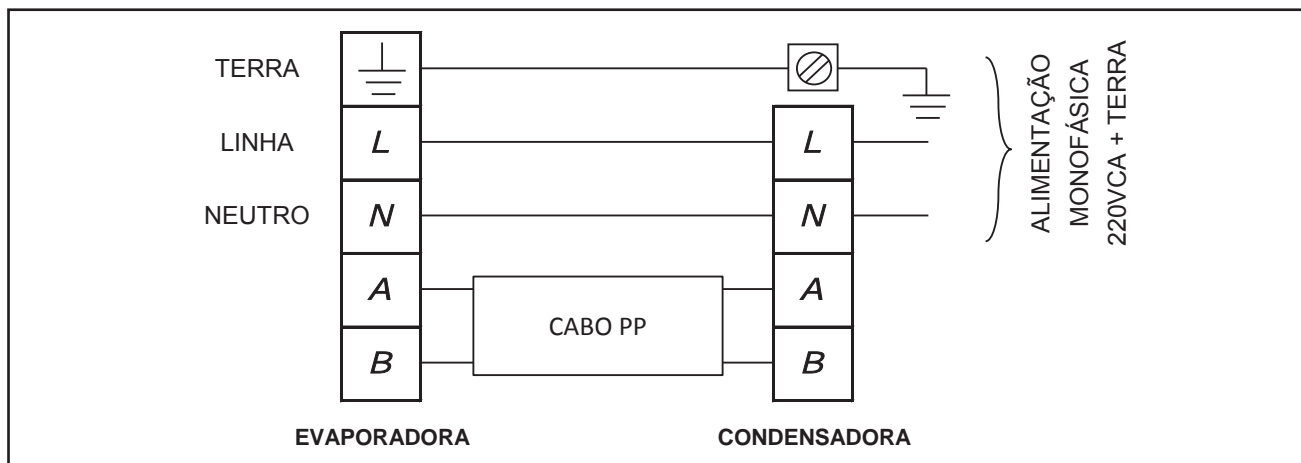 TERRA
LINHA
NEUTRO
L
N
A
B
CABO PP
L
N
A
B
EVAPORADORA
CONDENSADORA
ALIMENTAÇÃO
MONOFÁSICA
220VCA + TERRA